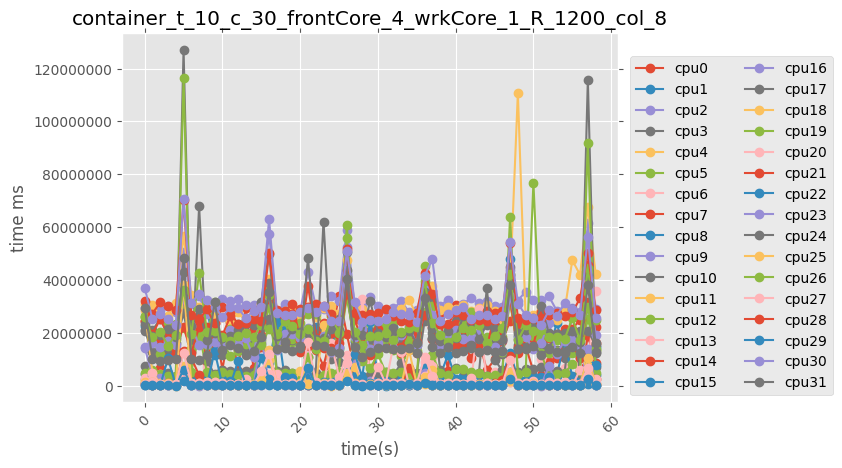 container_t_10_c_30_frontCore_4_wrkCore_1_R_1200_col_8
time ms
120000000
100000000
80000000
60000000
40000000
20000000
0
0
10
20
30
40
50
60
time(s)
cpu0
cpu1
cpu2
cpu3
cpu4
cpu5
cpu6
cpu7
cpu8
cpu9
cpu10
cpu11
cpu12
cpu13
cpu14
cpu15
cpu16
cpu17
cpu18
cpu19
cpu20
cpu21
cpu22
cpu23
cpu24
cpu25
cpu26
cpu27
cpu28
cpu29
cpu30
cpu31